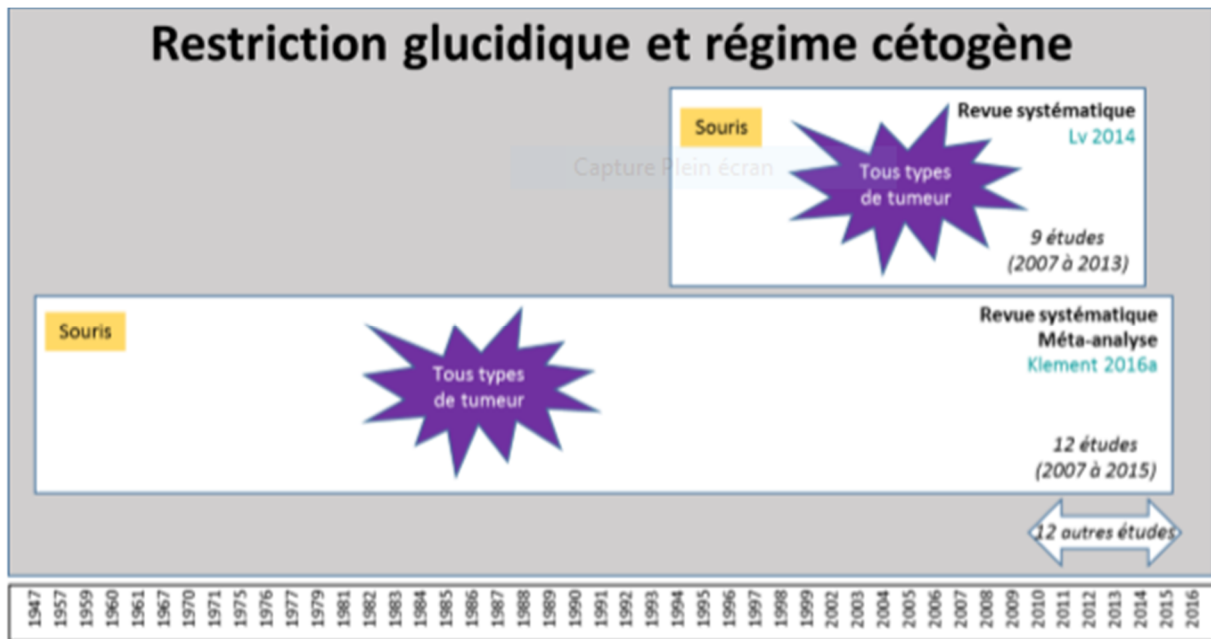 Restriction glucidique et régime cétogène
Souris
Revue systématique
Lv 2014
Capture Plein écran
Tous types
de tumeur
9 études
(2007 à 2013)
Souris
Revue systématique
Méta-analyse
Klement 2016a
Tous types
de tumeur
12 études
(2007 à 2015)
12 autres études
1947 1957 1959 1960 1961 1967 1970 1971 1975 1976 1977 1979 1981 1982 1983 1984 1985 1986 1987 1988 1989 1990 1991 1992 1993 1994 1995 1996 1997 1998 1999 2002 2003 2004 2005 2006 2007 2008 2009 2010 2011 2012 2013 2014 2015 2016